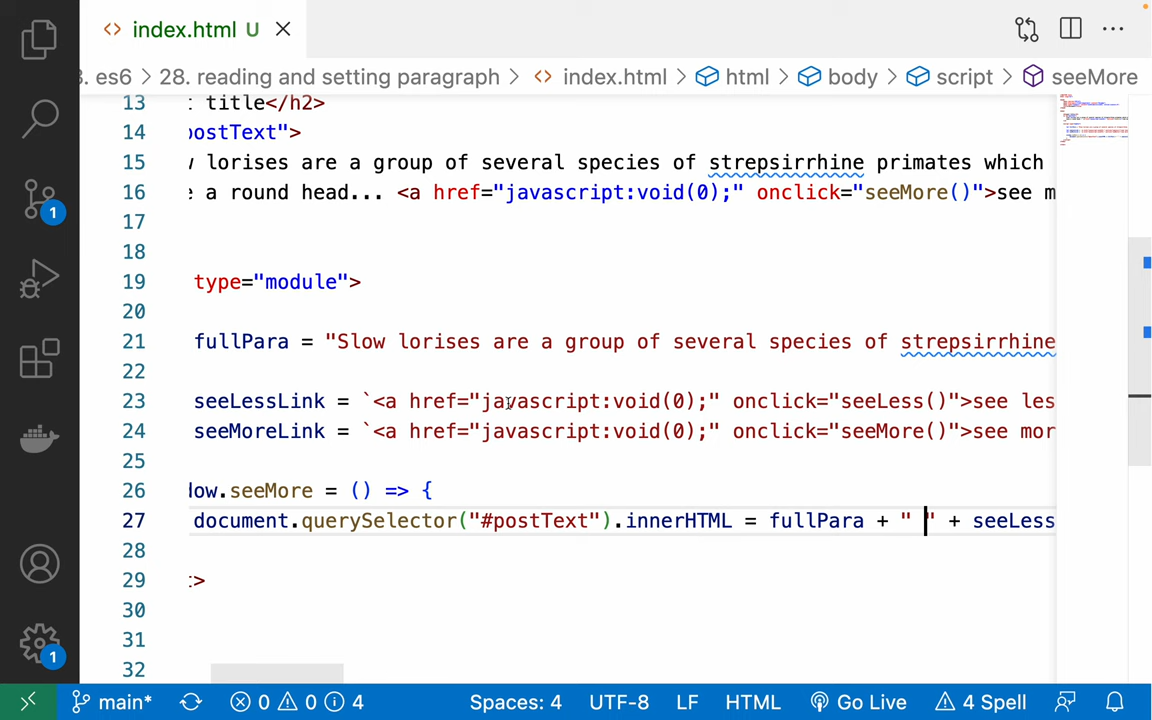 index.html U
3. es6 > 28. reading and setting paragraph > index.html > html > body > script > seeMore
13 : title</h2>
14 postText">
15 w lorises are a group of several species of strepsirrhine primates which
16 e a round head... <a href="javascript:void(0);" onclick="seeMore()">see m
17
18
19 type="module">
20
21 fullPara = "Slow lorises are a group of several species of strepsirrhine
22
23 seeLessLink = `<a href="javascript:void(0);" onclick="seeLess()">see les
24 seeMoreLink = `<a href="javascript:void(0);" onclick="seeMore()">see mor
25
26 dow.seeMore = () => {
27 document.querySelector("#postText").innerHTML = fullPara + " " + seeLess
28
29 t>
30
31
32
1
1
main* 0 0 4 Spaces: 4 UTF-8 LF HTML Go Live 4 Spell